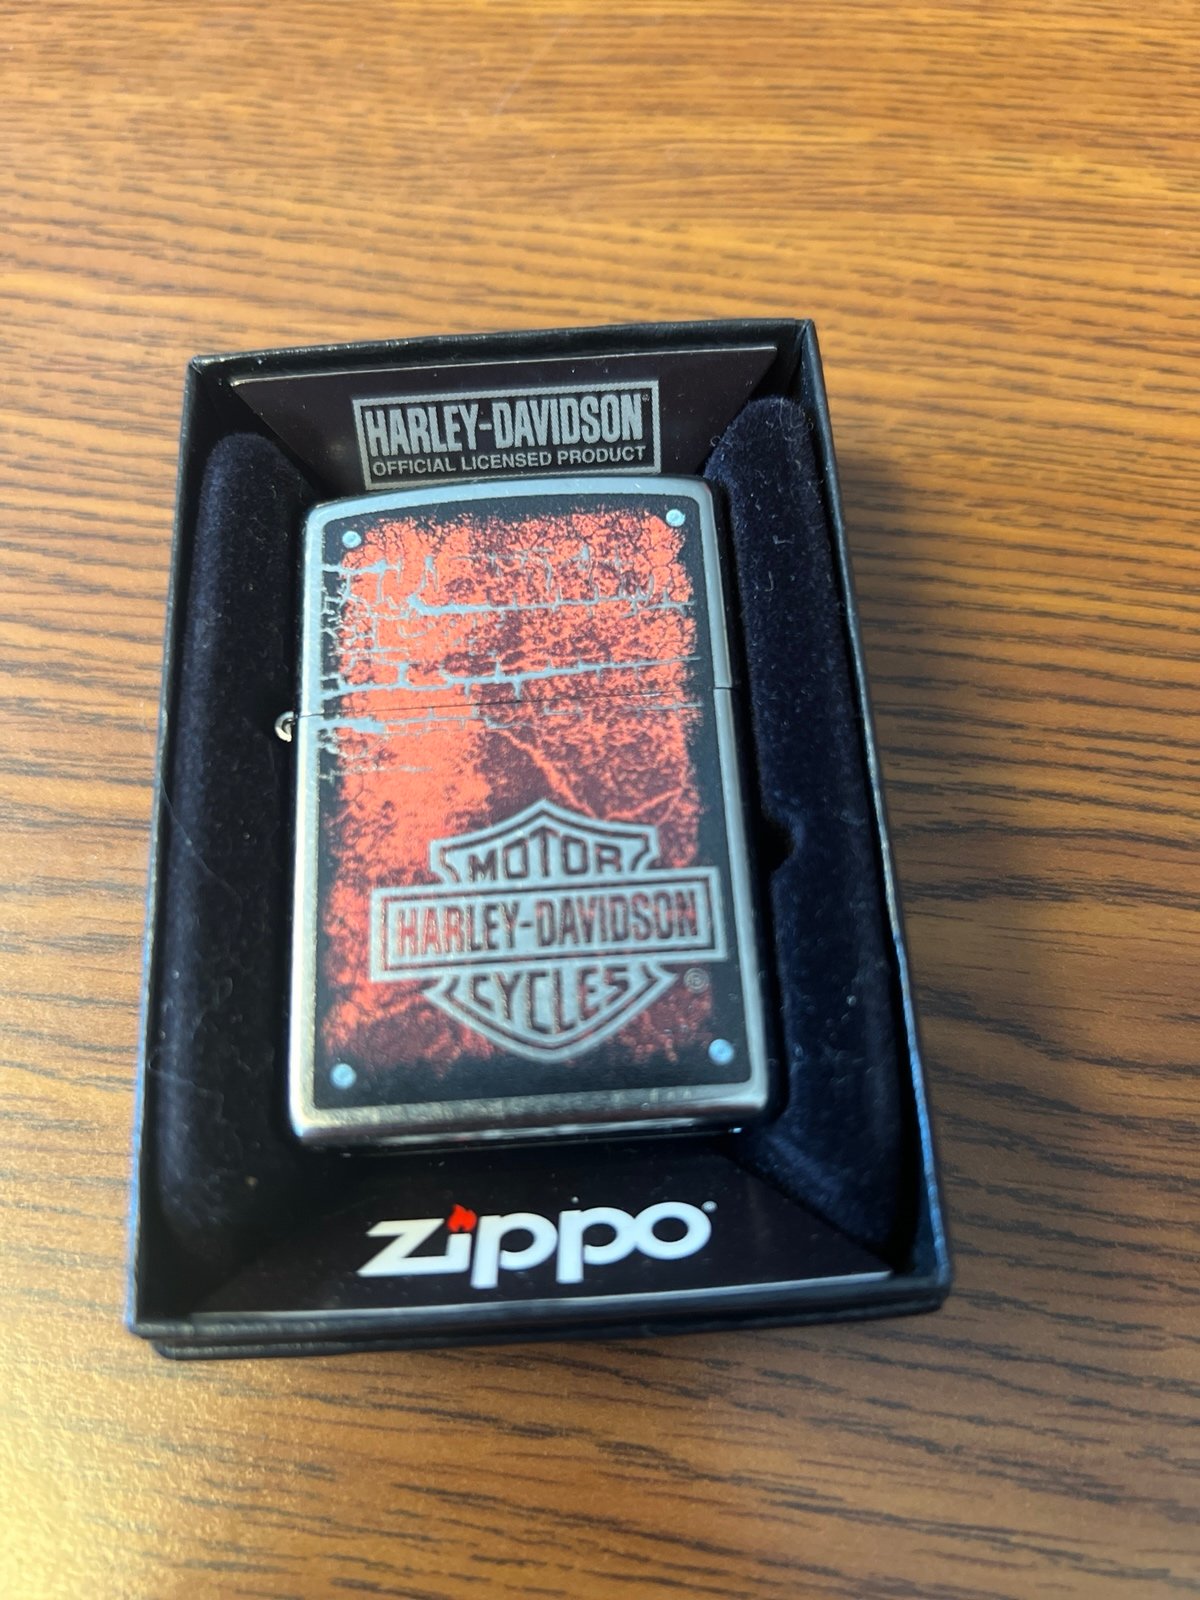 HARLEY-DAVIDSON
OFFICIAL LICENSED PRODUCT
MOTOR
HARLEY-DAVIDSON
CYCLES ®
zippo